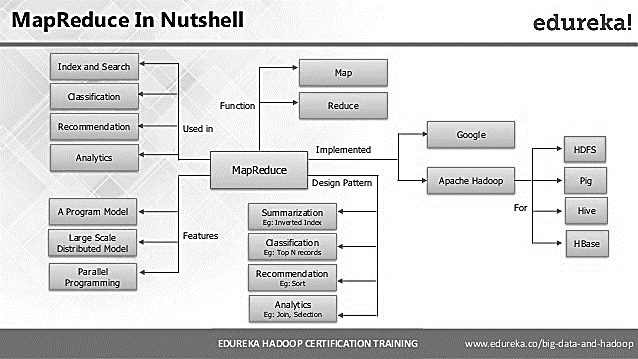 MapReduce In Nutshell
edureka!
Index and Search
Classification
Recommendation
Analytics
Used in
Function
Map
Reduce
MapReduce
Implemented
Google
Apache Hadoop
For
HDFS
Pig
Hive
HBase
Design Pattern
Summarization
Eg: Inverted Index
Classification
Eg: Top N records
Recommendation
Eg: Sort
Analytics
Eg: Join, Selection
Features
A Program Model
Large Scale
Distributed Model
Parallel
Programming
EDUREKA HADOOP CERTIFICATION TRAINING
www.edureka.co/big-data-and-hadoop